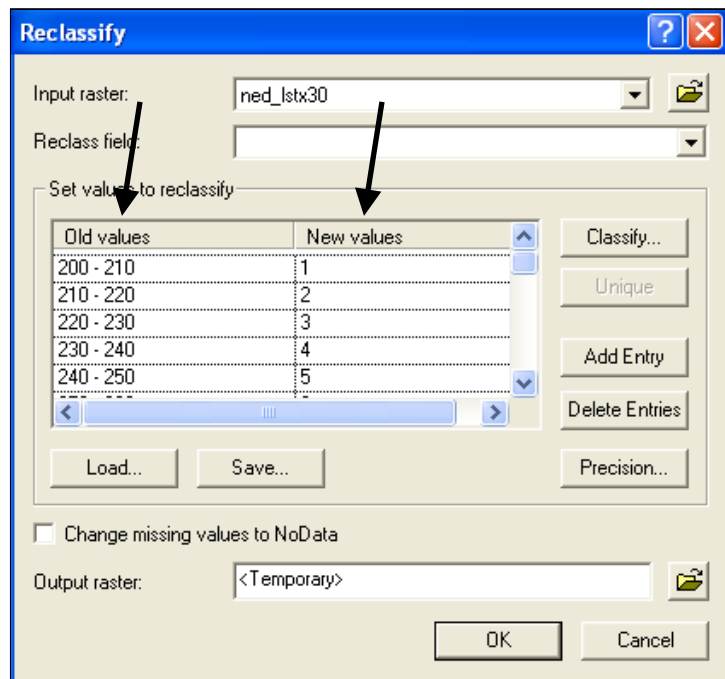 Reclassify
Input raster: ned_lstx30
Reclass field:
Set values to reclassify
Old values New values Classify...
200 - 210 1
210 - 220 2 Unique
220 - 230 3
230 - 240 4 Add Entry
240 - 250 5
Delete Entries
Load... Save... Precision...
Change missing values to NoData
Output raster: <Temporary>
OK Cancel